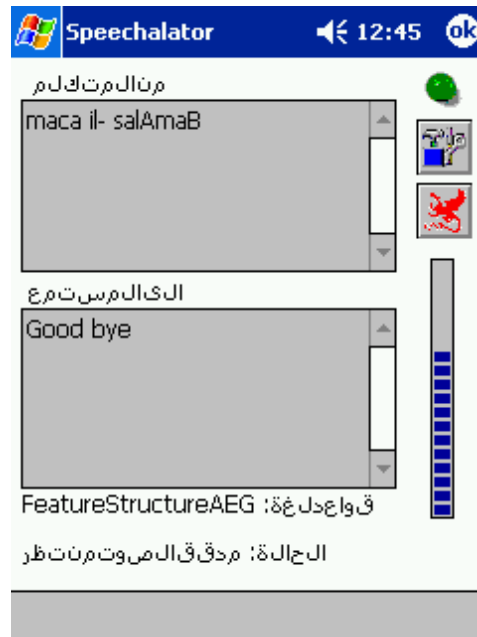 Speechalator 12:45 ok
من المتكلم
maca il- salAmaB
الى المستمع
Good bye
قواعد لغة: FeatureStructureAEG
الحالة: مدقق الصوت منتظر